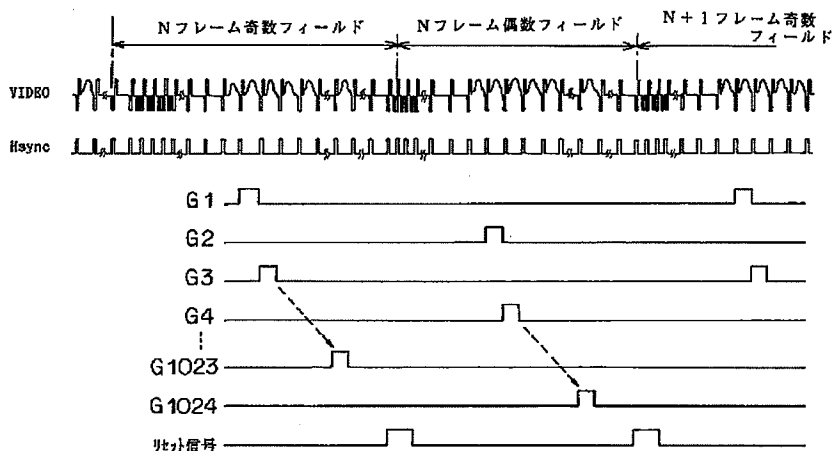 Nフレーム奇数フィールド
Nフレーム偶数フィールド
N+1フレーム奇数
フィールド
VIDEO
Hsync
G1
G2
G3
G4
G1023
G1024
リセット信号